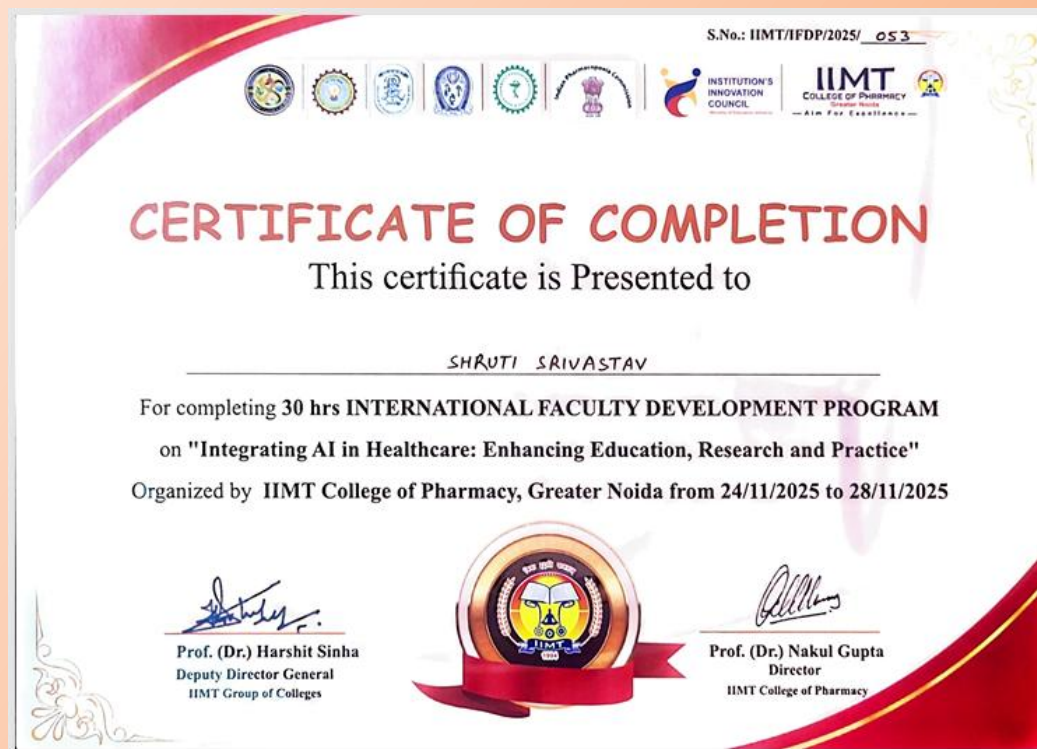 S.No.: IIMT/IFDP/2025/ 053
Indian Pharmacopoeia Commission
INSTITUTION'S
INNOVATION
COUNCIL
IIMT
COLLEGE OF PHARMACY
Greater Noida
Aim For Excellence
CERTIFICATE OF COMPLETION
This certificate is Presented to
SHRUTI SRIVASTAV
For completing 30 hrs INTERNATIONAL FACULTY DEVELOPMENT PROGRAM
on "Integrating AI in Healthcare: Enhancing Education, Research and Practice"
Organized by IIMT College of Pharmacy, Greater Noida from 24/11/2025 to 28/11/2025
IIMT
1994
Prof. (Dr.) Harshit Sinha
Deputy Director General
IIMT Group of Colleges
Prof. (Dr.) Nakul Gupta
Director
IIMT College of Pharmacy